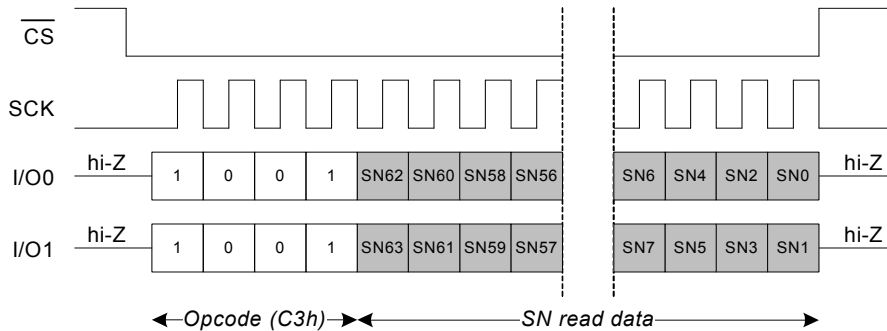 CS
SCK
I/O0 hi-Z 1 0 0 1 SN62 SN60 SN58 SN56 SN6 SN4 SN2 SN0 hi-Z
I/O1 hi-Z 1 0 0 1 SN63 SN61 SN59 SN57 SN7 SN5 SN3 SN1 hi-Z
Opcode (C3h) SN read data